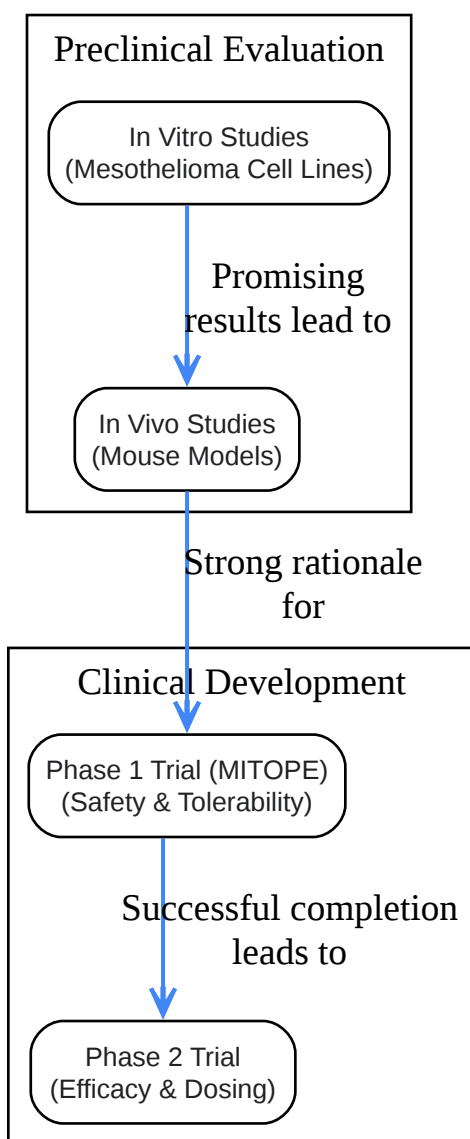 Preclinical Evaluation
In Vitro Studies
(Mesothelioma Cell Lines)
Promising
results lead to
In Vivo Studies
(Mouse Models)
Strong rationale
for
Clinical Development
Phase 1 Trial (MITOPE)
(Safety & Tolerability)
Successful completion
leads to
Phase 2 Trial
(Efficacy & Dosing)